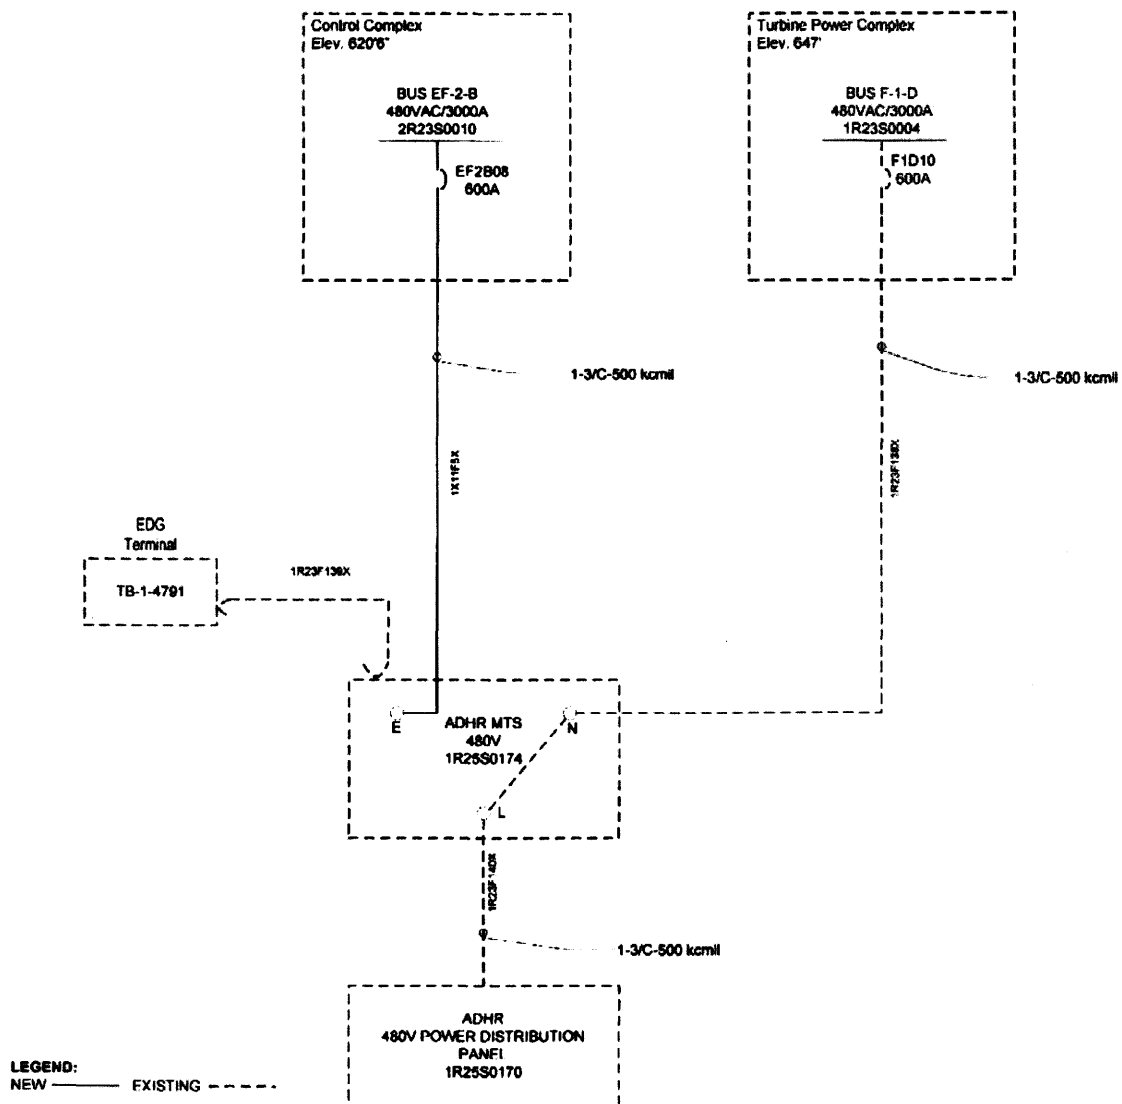 Control Complex
Elev. 620'6"
BUS EF-2-B
480VAC/3000A
2R23S0010
EF2B08
600A
Turbine Power Complex
Elev. 647'
BUS F-1-D
480VAC/3000A
1R23S0004
F1D10
600A
1-3/C-500 kcmil
1-3/C-500 kcmil
1X11F5X
EDG
Terminal
TB-1-4791
1R23F139X
E
ADHR MTS
480V
1R25S0174
N
L
1R23F140X
1-3/C-500 kcmil
ADHR
480V POWER DISTRIBUTION
PANEL
1R25S0170
LEGEND:
NEW
EXISTING